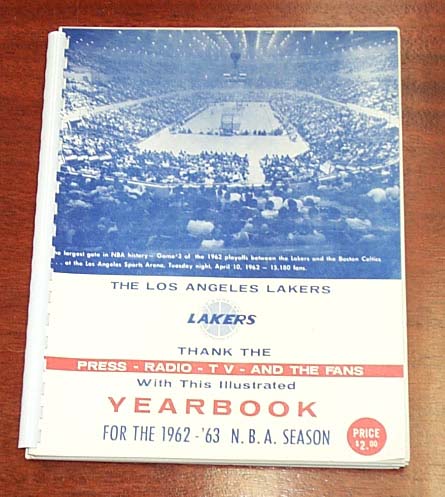 largest gate in NBA history — Game #3 of the 1962 playoffs between the Lakers and the Boston Celtics
. . . at the Los Angeles Sports Arena, Tuesday night, April 10, 1962 — 15,180 fans.
THE LOS ANGELES LAKERS
LAKERS
THANK THE
PRESS - RADIO - TV - AND THE FANS
With This Illustrated
YEARBOOK
FOR THE 1962 - '63 N.B.A. SEASON
PRICE
$2.00